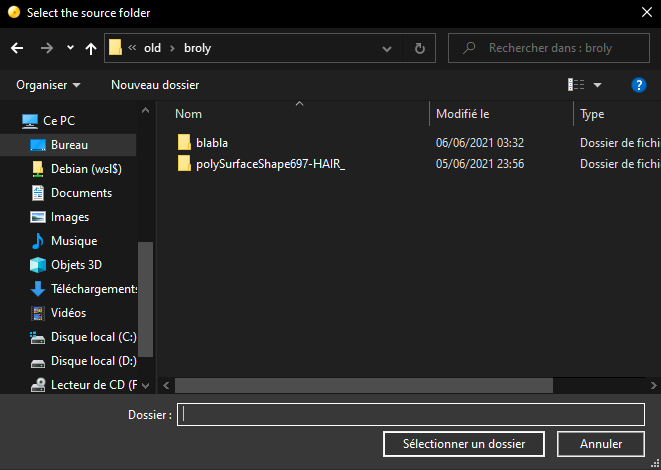 Select the source folder
old broly
Rechercher dans : broly
Organiser Nouveau dossier ?
Nom Modifié le Type
Ce PC
Bureau
Debian (wsl$)
Documents
Images
Musique
Objets 3D
Téléchargements
Vidéos
Disque local (C:)
Disque local (D:)
Lecteur de CD (F
blabla 06/06/2021 03:32 Dossier de fichi
polySurfaceShape697-HAIR_ 05/06/2021 23:56 Dossier de fichi
Dossier :
Sélectionner un dossier Annuler